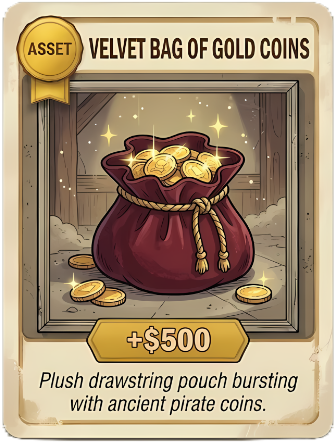 ASSET
VELVET BAG OF GOLD COINS
+$500
Plush drawstring pouch bursting
with ancient pirate coins.